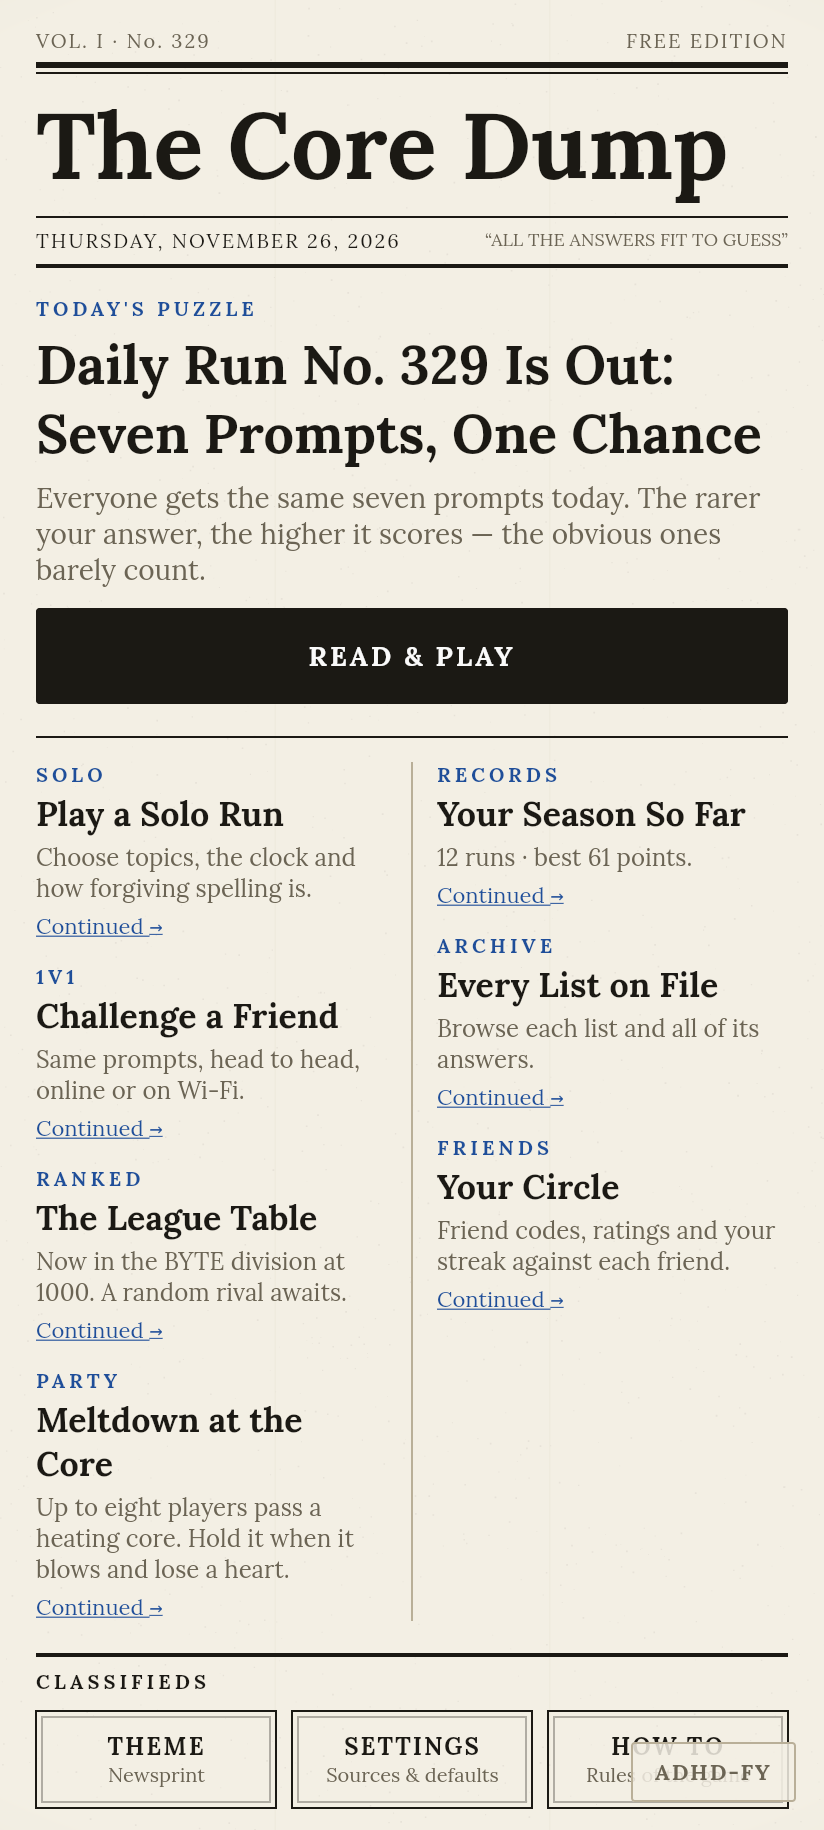 VOL. I · No. 329
FREE EDITION
The Core Dump
THURSDAY, NOVEMBER 26, 2026
“ALL THE ANSWERS FIT TO GUESS”
TODAY'S PUZZLE
Daily Run No. 329 Is Out:
Seven Prompts, One Chance
Everyone gets the same seven prompts today. The rarer
your answer, the higher it scores — the obvious ones
barely count.
READ & PLAY
SOLO
Play a Solo Run
Choose topics, the clock and
how forgiving spelling is.
Continued →
1V1
Challenge a Friend
Same prompts, head to head,
online or on Wi-Fi.
Continued →
RANKED
The League Table
Now in the BYTE division at
1000. A random rival awaits.
Continued →
PARTY
Meltdown at the
Core
Up to eight players pass a
heating core. Hold it when it
blows and lose a heart.
Continued →
RECORDS
Your Season So Far
12 runs · best 61 points.
Continued →
ARCHIVE
Every List on File
Browse each list and all of its
answers.
Continued →
FRIENDS
Your Circle
Friend codes, ratings and your
streak against each friend.
Continued →
CLASSIFIEDS
THEME
Newsprint
SETTINGS
Sources & defaults
HOW TO
Rules
ADHD-FY